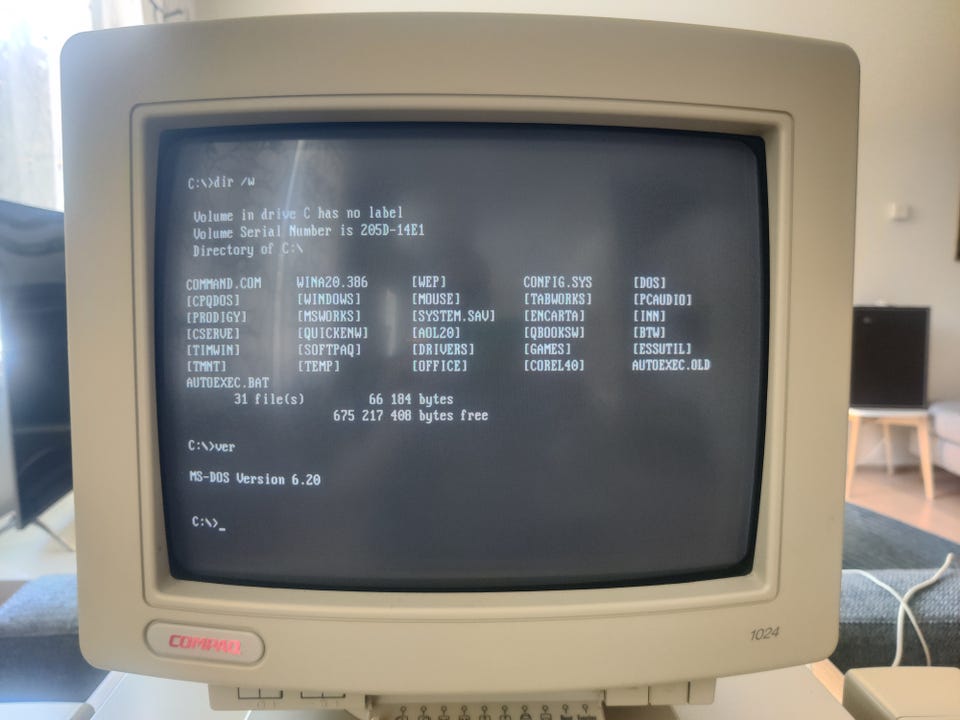 C:\>dir /w
Volume in drive C has no label
Volume Serial Number is 205D-14E1
Directory of C:\
COMMAND.COM WINA20.386 [WEP] CONFIG.SYS [DOS]
[CPQDOS] [WINDOWS] [MOUSE] [TABWORKS] [PCAUDIO]
[PRODIGY] [MSWORKS] [SYSTEM.SAV] [ENCARTA] [INN]
[CSERVE] [QUICKENW] [AOL20] [QBOOKSW] [BTW]
[TIMWIN] [SOFTPAQ] [DRIVERS] [GAMES] [ESSUTIL]
[TMNT] [TEMP] [OFFICE] [COREL40] AUTOEXEC.OLD
AUTOEXEC.BAT
31 file(s) 66 184 bytes
675 217 408 bytes free
C:\>ver
MS-DOS Version 6.20
C:\>_
COMPAQ
1024